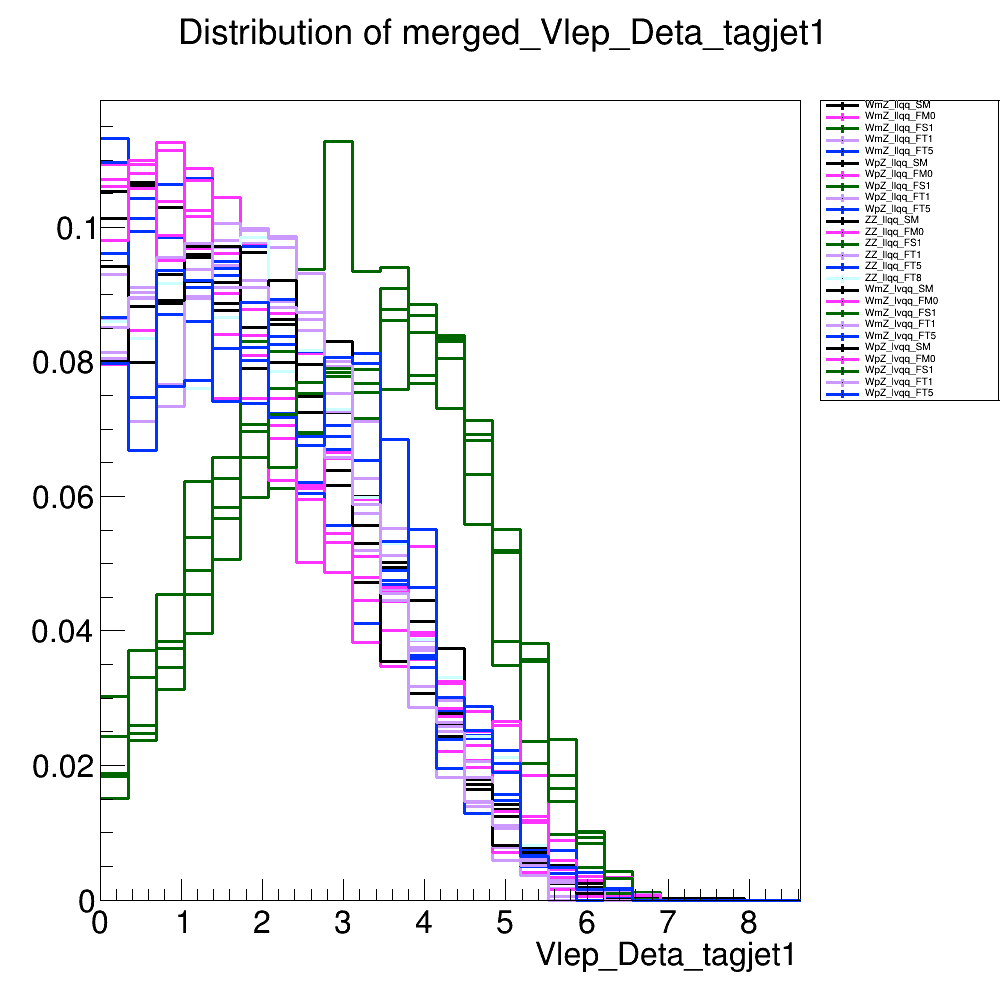 Distribution of merged_Vlep_Deta_tagjet1
WmZ_llqq_SM
WmZ_llqq_FM0
WmZ_llqq_FS1
WmZ_llqq_FT1
WmZ_llqq_FT5
WpZ_llqq_SM
WpZ_llqq_FM0
WpZ_llqq_FS1
WpZ_llqq_FT1
WpZ_llqq_FT5
ZZ_llqq_SM
ZZ_llqq_FM0
ZZ_llqq_FS1
ZZ_llqq_FT1
ZZ_llqq_FT5
ZZ_llqq_FT8
WmZ_lvqq_SM
WmZ_lvqq_FM0
WmZ_lvqq_FS1
WmZ_lvqq_FT1
WmZ_lvqq_FT5
WpZ_lvqq_SM
WpZ_lvqq_FM0
WpZ_lvqq_FS1
WpZ_lvqq_FT1
WpZ_lvqq_FT5
0.1
0.08
0.06
0.04
0.02
0
0 1 2 3 4 5 6 7 8
Vlep_Deta_tagjet1